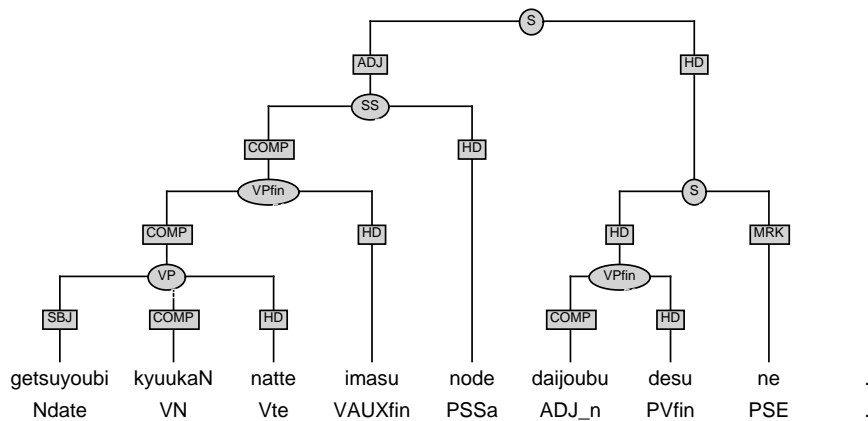 S
ADJ HD
SS
COMP HD
VPfin S
COMP HD HD MRK
VP VPfin
SBJ COMP HD COMP HD
getsuyoubi kyuukaN natte imasu node daijoubu desu ne .
Ndate VN Vte VAUXfin PSSa ADJ_n PVfin PSE .